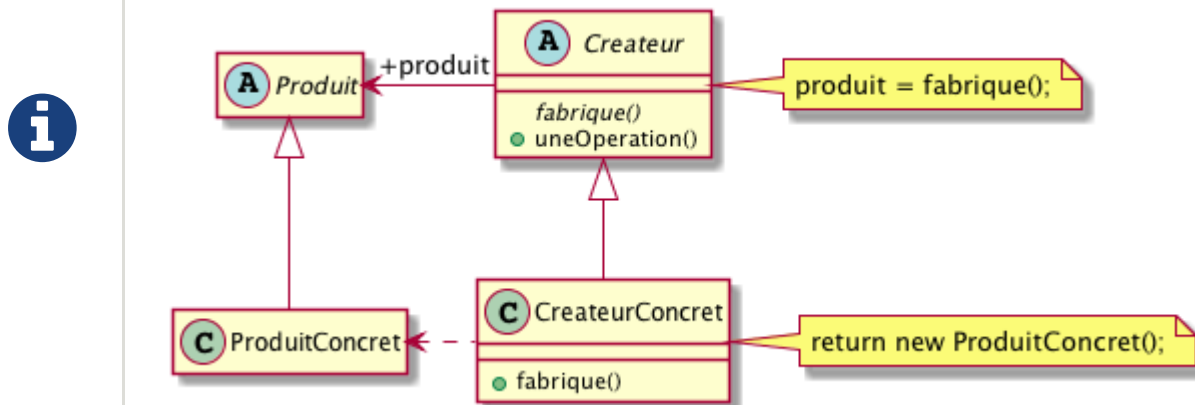 A Createur
A Produit
+produit
produit = fabrique();
fabrique()
uneOperation()
C CreateurConcret
C ProduitConcret
return new ProduitConcret();
fabrique()